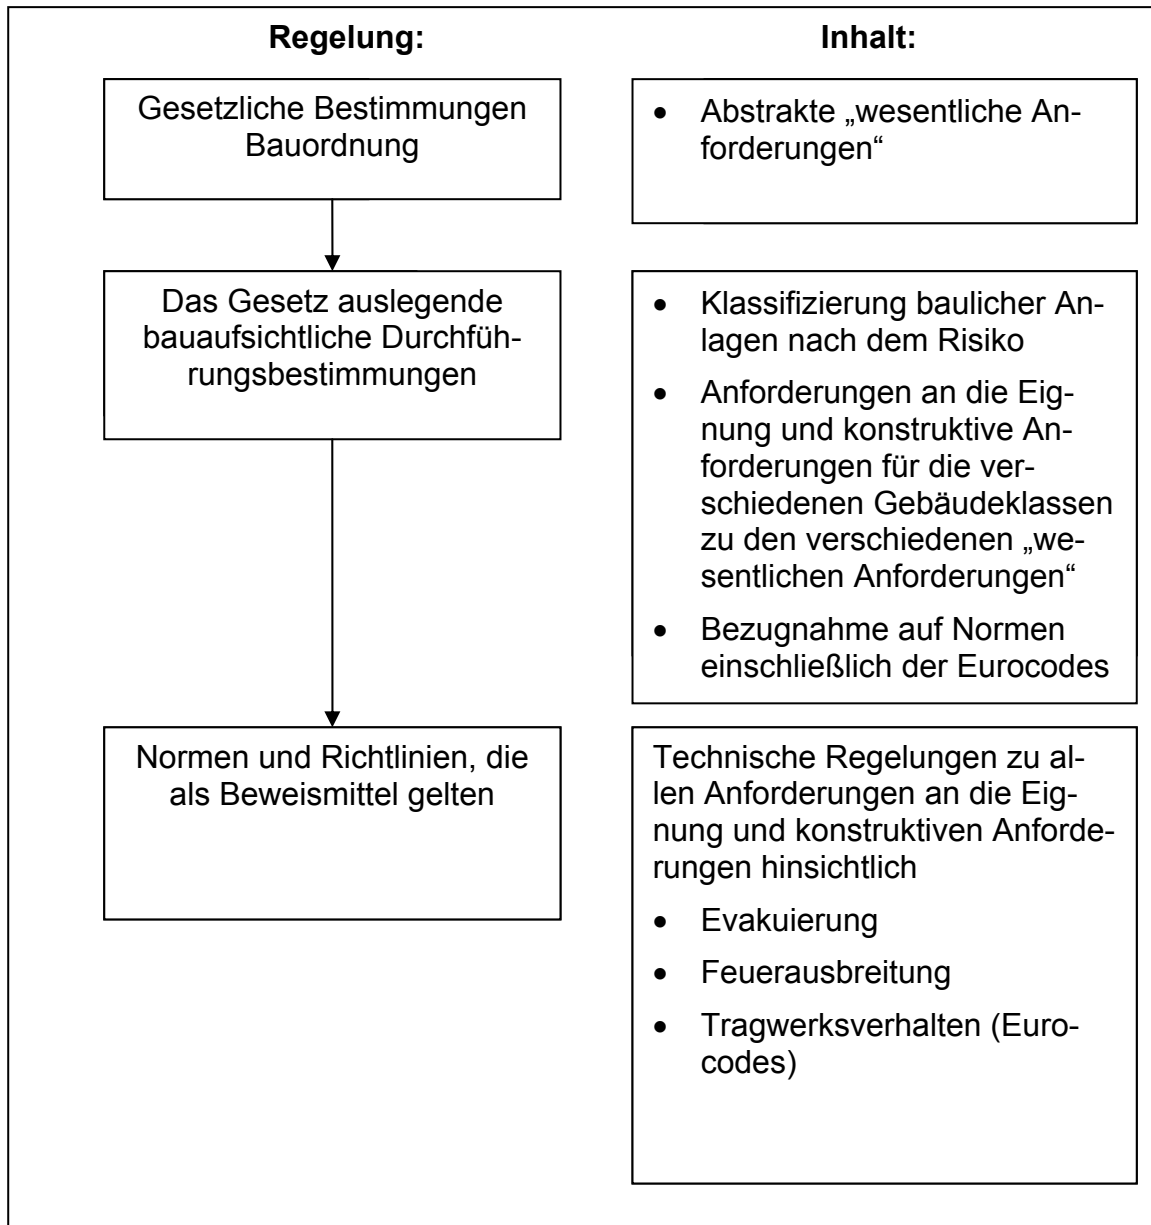 Regelung:
Inhalt:
Gesetzliche Bestimmungen
Bauordnung
• Abstrakte „wesentliche An-
forderungen“
Das Gesetz auslegende
bauaufsichtliche Durchfüh-
rungsbestimmungen
• Klassifizierung baulicher An-
lagen nach dem Risiko
• Anforderungen an die Eig-
nung und konstruktive An-
forderungen für die ver-
schiedenen Gebäudeklassen
zu den verschiedenen „we-
sentlichen Anforderungen“
• Bezugnahme auf Normen
einschließlich der Eurocodes
Normen und Richtlinien, die
als Beweismittel gelten
Technische Regelungen zu al-
len Anforderungen an die Eig-
nung und konstruktiven Anforde-
rungen hinsichtlich
• Evakuierung
• Feuerausbreitung
• Tragwerksverhalten (Euro-
codes)